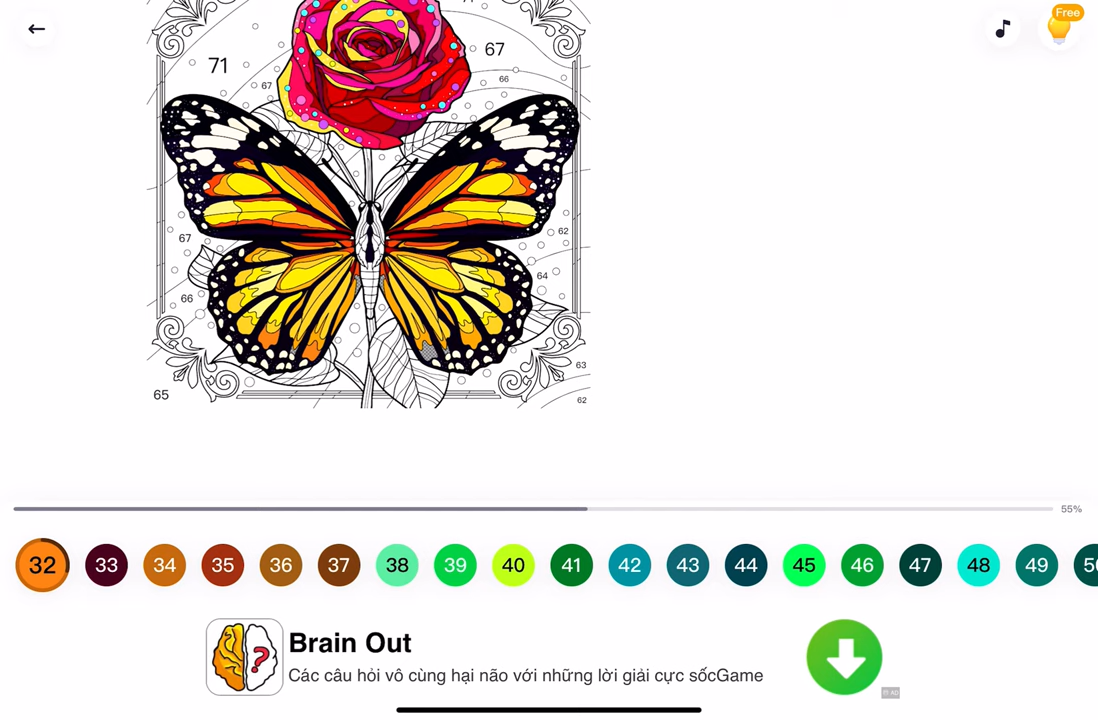 Free
67
71
66
67
67
62
64
66
63
65
62
55%
32 33 34 35 36 37 38 39 40 41 42 43 44 45 46 47 48 49
Brain Out
Các câu hỏi vô cùng hại não với những lời giải cực sốcGame
AD